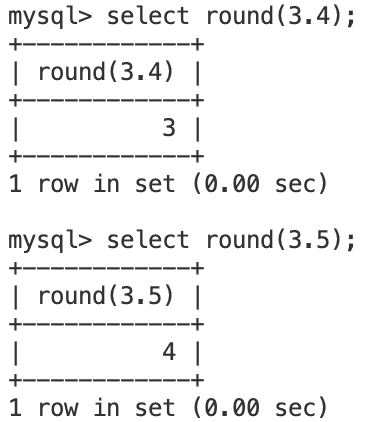 mysql> select round(3.4);
+------------+
| round(3.4) |
+------------+
|          3 |
+------------+
1 row in set (0.00 sec)

mysql> select round(3.5);
+------------+
| round(3.5) |
+------------+
|          4 |
+------------+
1 row in set (0.00 sec)